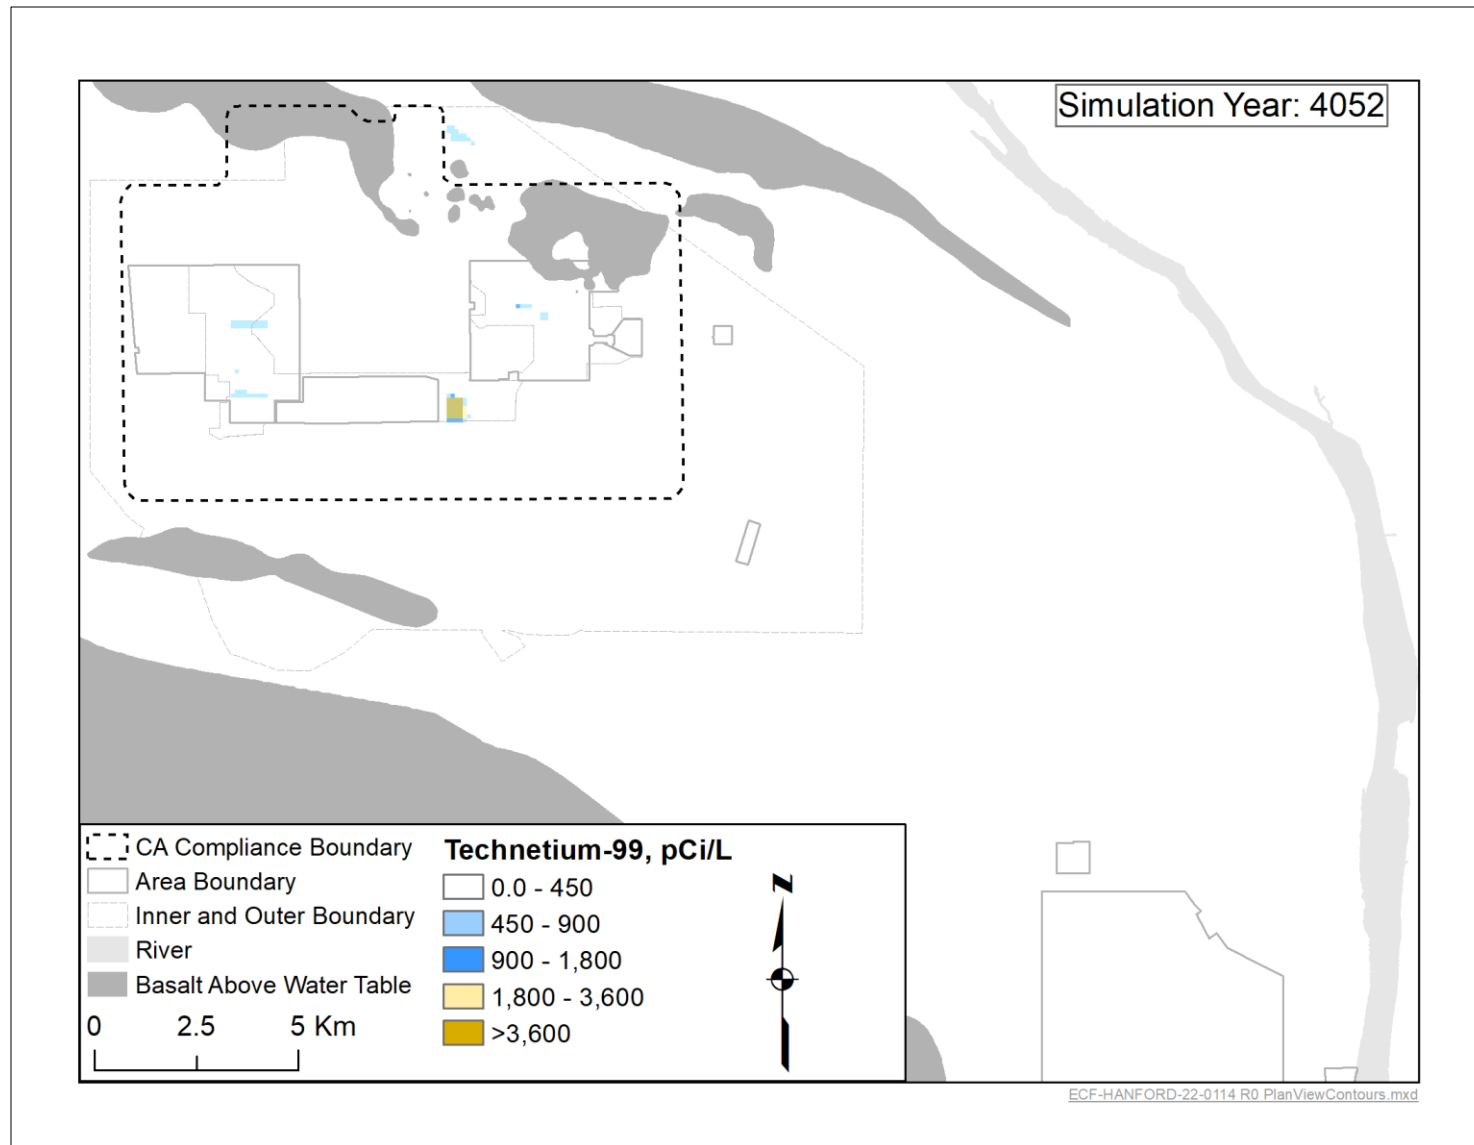 Simulation Year: 4052
CA Compliance Boundary
Area Boundary
Inner and Outer Boundary
River
Basalt Above Water Table
0 2.5 5 Km
Technetium-99, pCi/L
0.0 - 450
450 - 900
900 - 1,800
1,800 - 3,600
>3,600
N
ECF-HANFORD-22-0114 R0 PlanViewContours.mxd